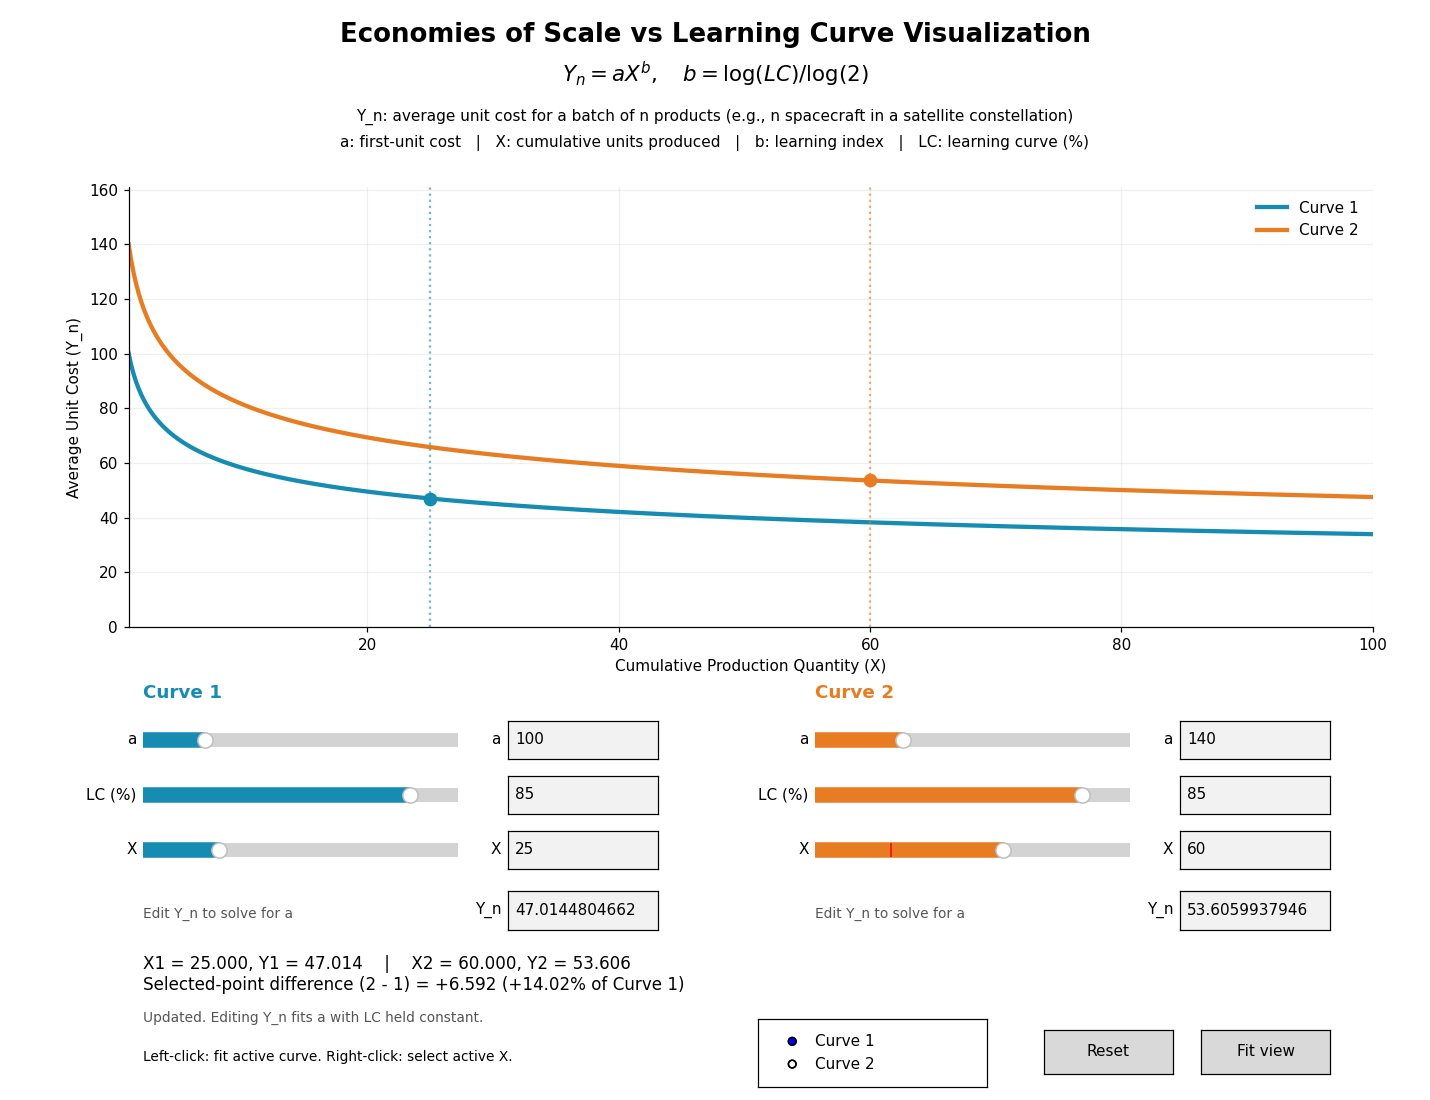 Economies of Scale vs Learning Curve Visualization
Yₙ = aXᵇ,    b = log(LC)/log(2)
Y_n: average unit cost for a batch of n products (e.g., n spacecraft in a satellite constellation)
a: first-unit cost   |   X: cumulative units produced   |   b: learning index   |   LC: learning curve (%)
160
140
120
100
80
60
40
20
0
Average Unit Cost (Y_n)
Curve 1
Curve 2
20 40 60 80 100
Cumulative Production Quantity (X)
Curve 1
a
a 100
LC (%)
85
X
X 25
Edit Y_n to solve for a
Y_n 47.0144804662
Curve 2
a
a 140
LC (%)
85
X
X 60
Edit Y_n to solve for a
Y_n 53.6059937946
X1 = 25.000, Y1 = 47.014    |    X2 = 60.000, Y2 = 53.606
Selected-point difference (2 - 1) = +6.592 (+14.02% of Curve 1)
Updated. Editing Y_n fits a with LC held constant.
Left-click: fit active curve. Right-click: select active X.
Curve 1
Curve 2
Reset
Fit view